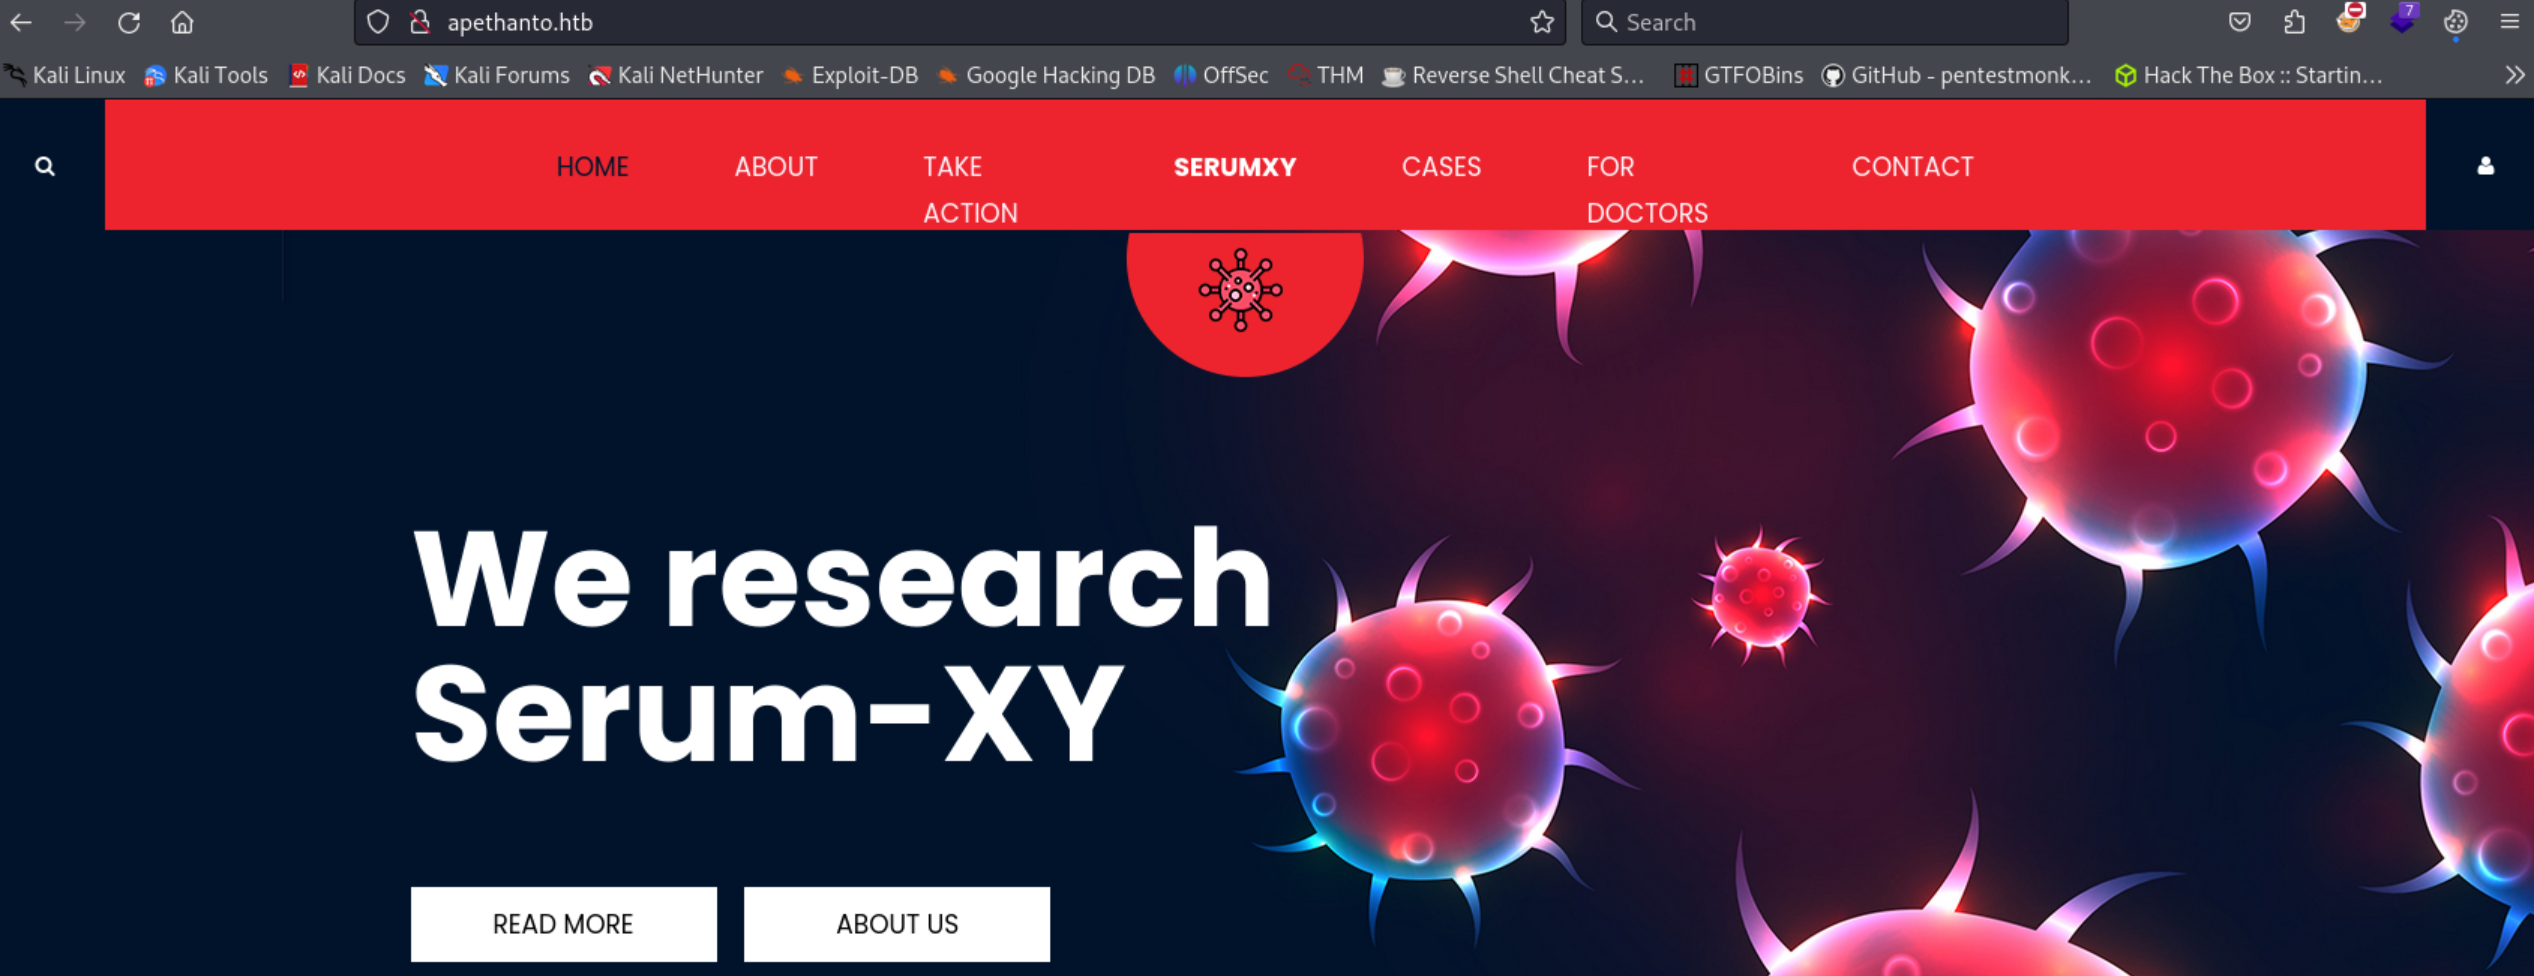 apethanto.htb
Search
7
Kali Linux Kali Tools Kali Docs Kali Forums Kali NetHunter Exploit-DB Google Hacking DB OffSec THM Reverse Shell Cheat S... GTFOBins GitHub - pentestmonk... Hack The Box :: Startin...
HOME ABOUT TAKE ACTION SERUMXY CASES FOR DOCTORS CONTACT
We research
Serum-XY
READ MORE ABOUT US